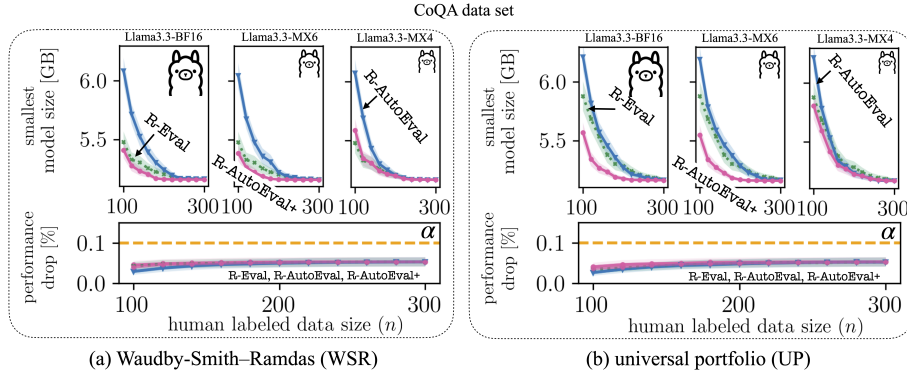 CoQA data set
Llama3.3-BF16
Llama3.3-MX6
Llama3.3-MX4
smallest
model size [GB]
6.0
5.5
R-Eval
R-AutoEval+
R-AutoEval
100
300
100
300
100
300
performance
drop [%]
0.1
0.0
α
R-Eval, R-AutoEval, R-AutoEval+
100
200
300
human labeled data size (n)
(a) Waudby-Smith–Ramdas (WSR)
Llama3.3-BF16
Llama3.3-MX6
Llama3.3-MX4
smallest
model size [GB]
6.0
5.5
R-Eval
R-AutoEval+
R-AutoEval
100
300
100
300
100
300
performance
drop [%]
0.1
0.0
α
R-Eval, R-AutoEval, R-AutoEval+
100
200
300
human labeled data size (n)
(b) universal portfolio (UP)